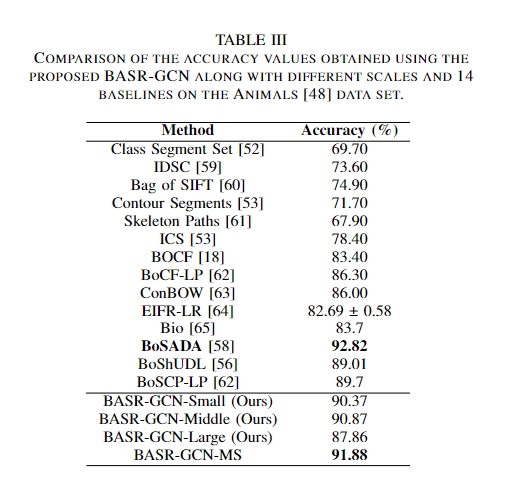 TABLE III
COMPARISON OF THE ACCURACY VALUES OBTAINED USING THE
PROPOSED BASR-GCN ALONG WITH DIFFERENT SCALES AND 14
BASELINES ON THE ANIMALS [48] DATA SET.
Method Accuracy (%)
Class Segment Set [52] 69.70
IDSC [59] 73.60
Bag of SIFT [60] 74.90
Contour Segments [53] 71.70
Skeleton Paths [61] 67.90
ICS [53] 78.40
BOCF [18] 83.40
BoCF-LP [62] 86.30
ConBOW [63] 86.00
EIFR-LR [64] 82.69 ± 0.58
Bio [65] 83.7
BoSADA [58] 92.82
BoShUDL [56] 89.01
BoSCP-LP [62] 89.7
BASR-GCN-Small (Ours) 90.37
BASR-GCN-Middle (Ours) 90.87
BASR-GCN-Large (Ours) 87.86
BASR-GCN-MS 91.88